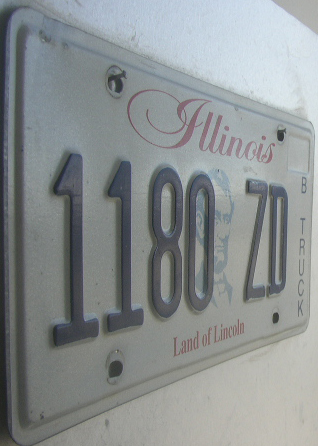 Illinois
1180 ZD
B TRUCK
Land of Lincoln